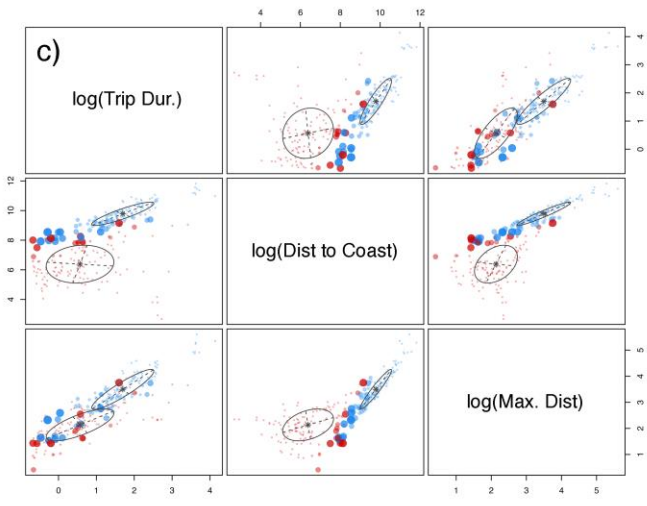 4 6 8 10 12
c)
log(Trip Dur.)
0 1 2 3 4
4 6 8 10 12
log(Dist to Coast)
log(Max. Dist)
1 2 3 4 5
0 1 2 3 4
1 2 3 4 5